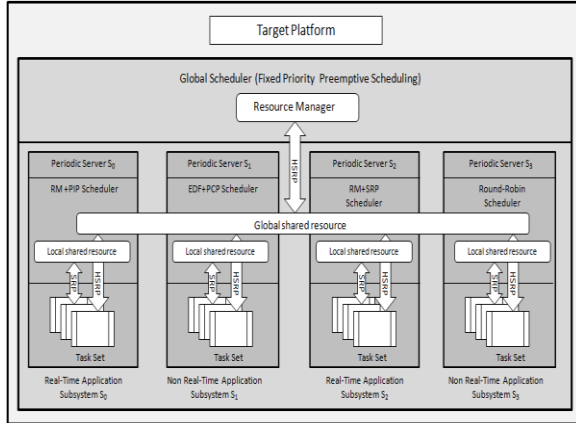 Target Platform
Global Scheduler (Fixed Priority Preemptive Scheduling)
Resource Manager
HSRP
Periodic Server S0
RM+PIP Scheduler
Periodic Server S1
EDF+PCP Scheduler
Periodic Server S2
RM+SRP
Scheduler
Periodic Server S3
Round-Robin
Scheduler
Global shared resource
Local shared resource
Local shared resource
Local shared resource
Local shared resource
SRP
HSRP
SRP
HSRP
SRP
HSRP
SRP
HSRP
Task Set
Task Set
Task Set
Task Set
Real-Time Application
Subsystem S0
Non Real-Time Application
Subsystem S1
Real-Time Application
Subsystem S2
Non Real-Time Application
Subsystem S3